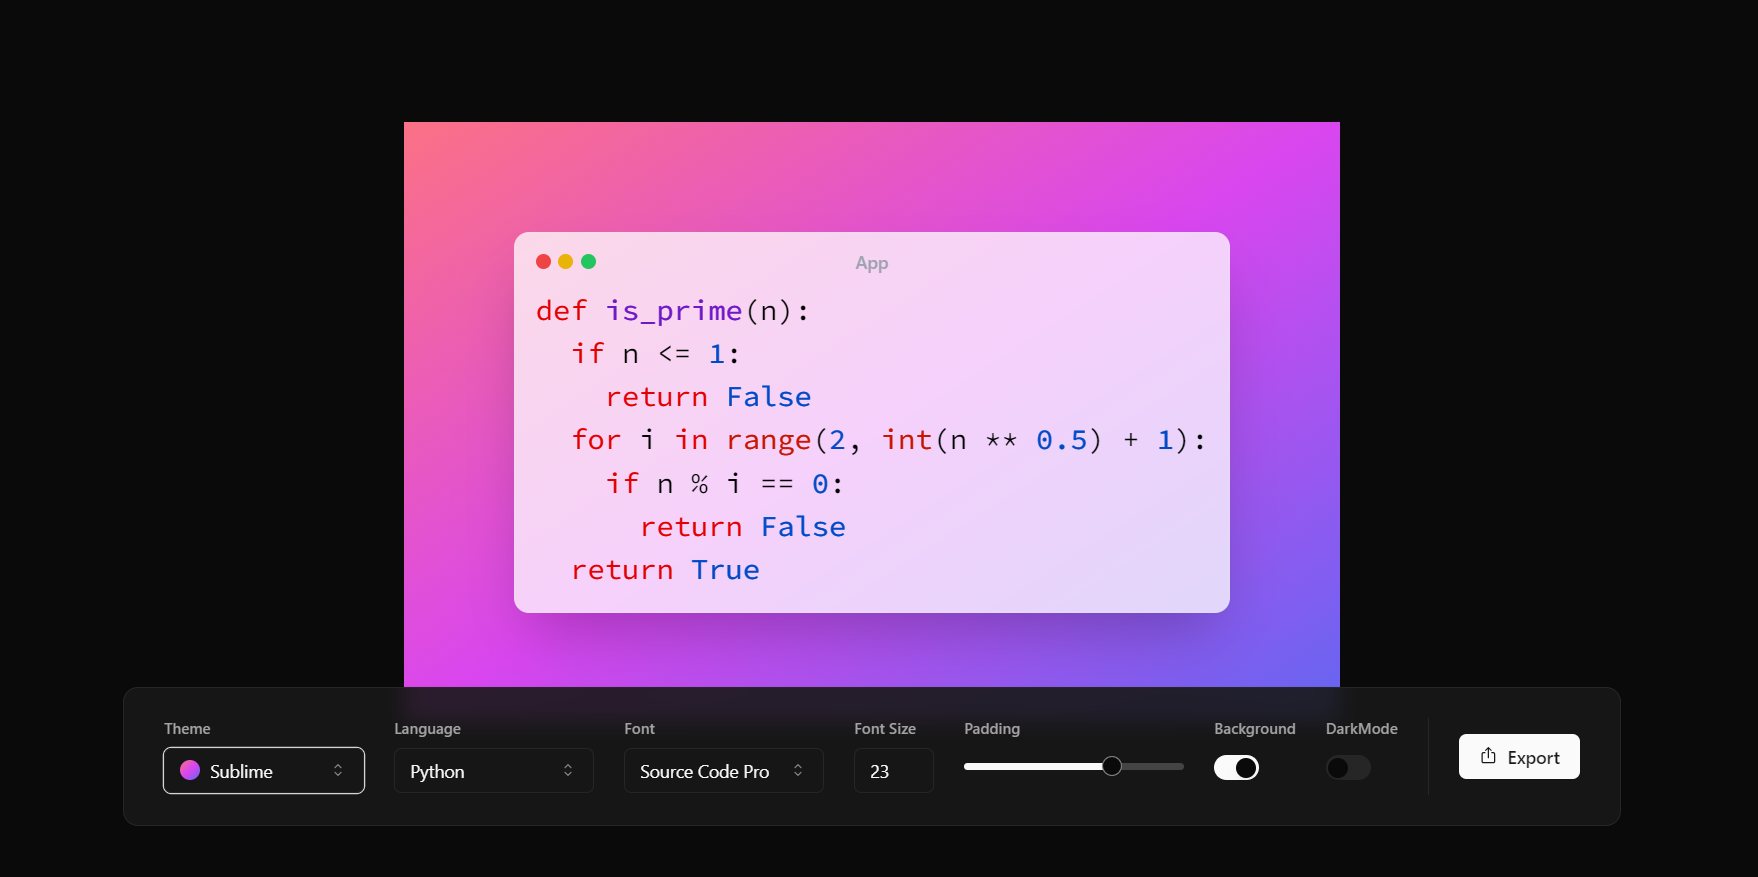 App
def is_prime(n):
  if n <= 1:
    return False
  for i in range(2, int(n ** 0.5) + 1):
    if n % i == 0:
      return False
  return True
Theme
Sublime
Language
Python
Font
Source Code Pro
Font Size
23
Padding
Background
DarkMode
Export